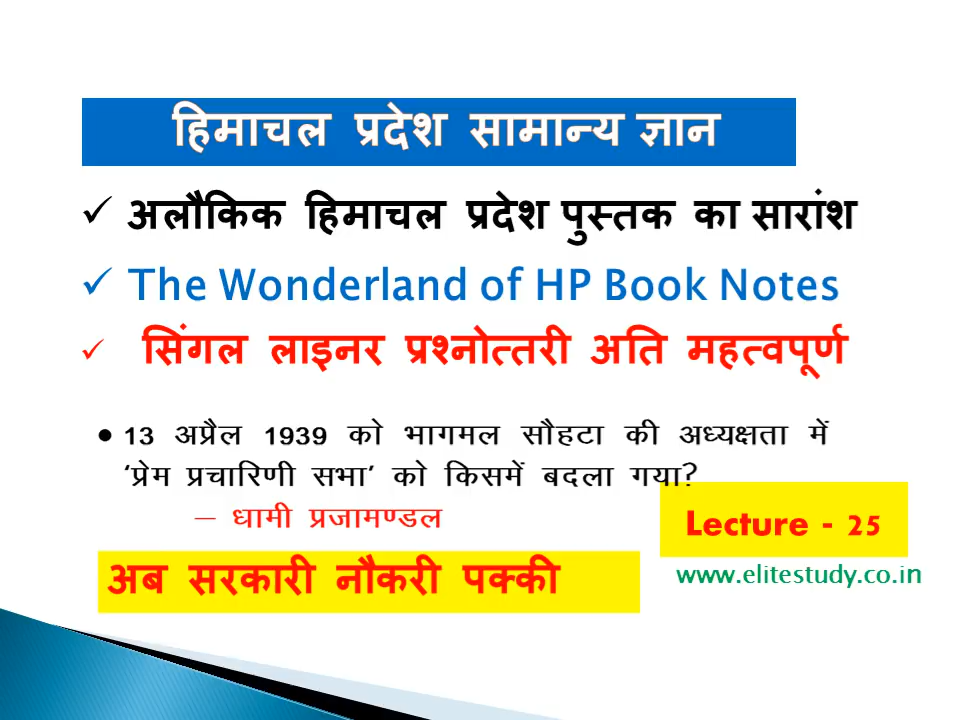 हिमाचल प्रदेश सामान्य ज्ञान
✓ अलौकिक हिमाचल प्रदेश पुस्तक का सारांश
✓ The Wonderland of HP Book Notes
✓ सिंगल लाइनर प्रश्नोत्तरी अति महत्वपूर्ण
• 13 अप्रैल 1939 को भागमल सौहटा की अध्यक्षता में
‘प्रेम प्रचारिणी सभा’ को किसमें बदला गया?
– धामी प्रजामण्डल
Lecture - 25
अब सरकारी नौकरी पक्की
www.elitestudy.co.in